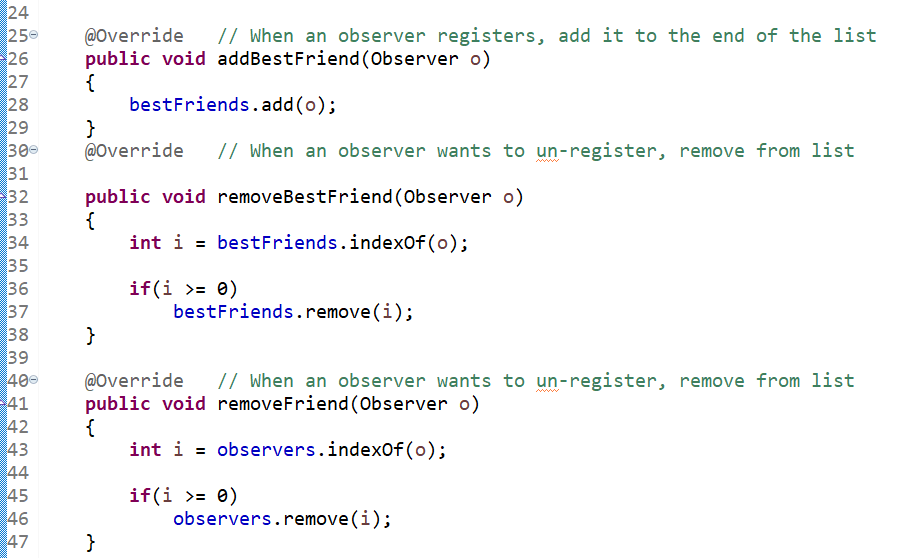 24
25 @Override   // When an observer registers, add it to the end of the list
26 public void addBestFriend(Observer o)
27 {
28     bestFriends.add(o);
29 }
30 @Override   // When an observer wants to un-register, remove from list
31
32 public void removeBestFriend(Observer o)
33 {
34     int i = bestFriends.indexOf(o);
35
36     if(i >= 0)
37         bestFriends.remove(i);
38 }
39
40 @Override   // When an observer wants to un-register, remove from list
41 public void removeFriend(Observer o)
42 {
43     int i = observers.indexOf(o);
44
45     if(i >= 0)
46         observers.remove(i);
47 }